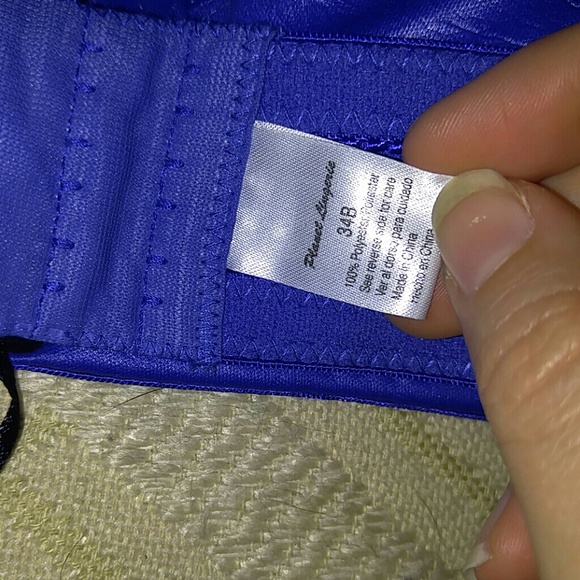 Planet Lingerie
34B
100% Polyester Poliéster
See reverse side for care
Ver al dorso para cuidado
Made in China
Hecho en China